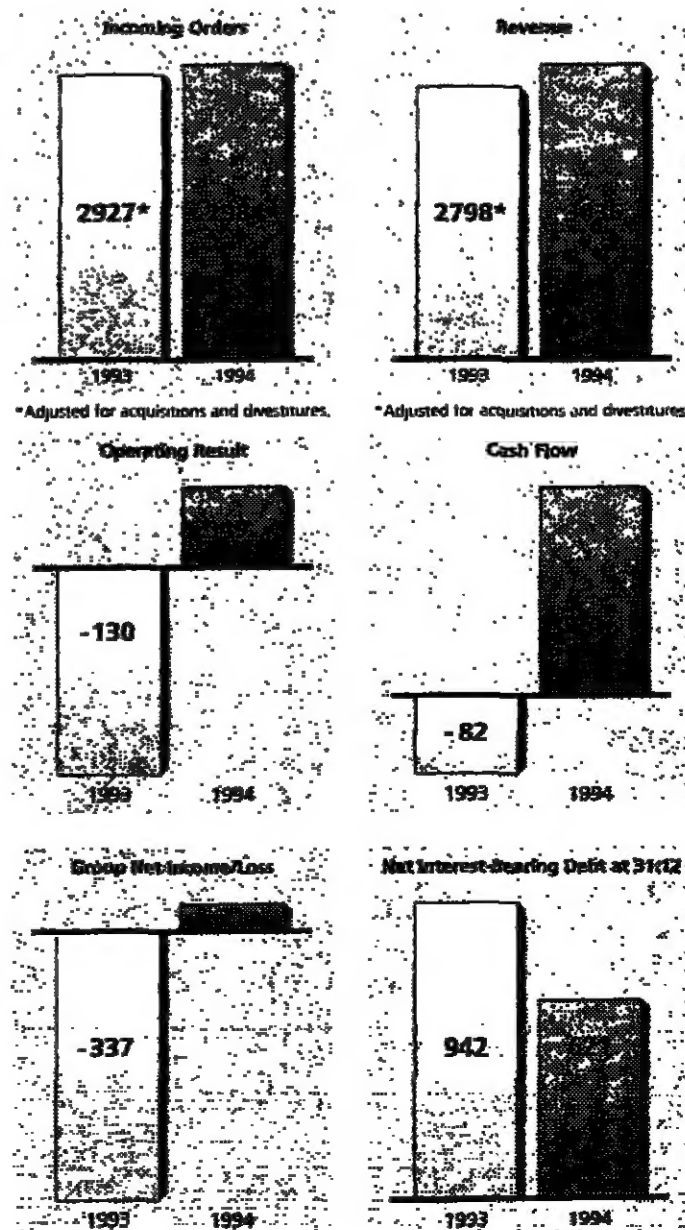 Incoming Orders
2927*
1993 1994
*Adjusted for acquisitions and divestitures.
Revenue
2798*
1993 1994
*Adjusted for acquisitions and divestitures
Operating Result
-130
1993 1994
Cash Flow
-82
1993 1994
Group Net Income/Loss
-337
1993 1994
Net Interest-Bearing Debt at 31.12
942
1993 1994